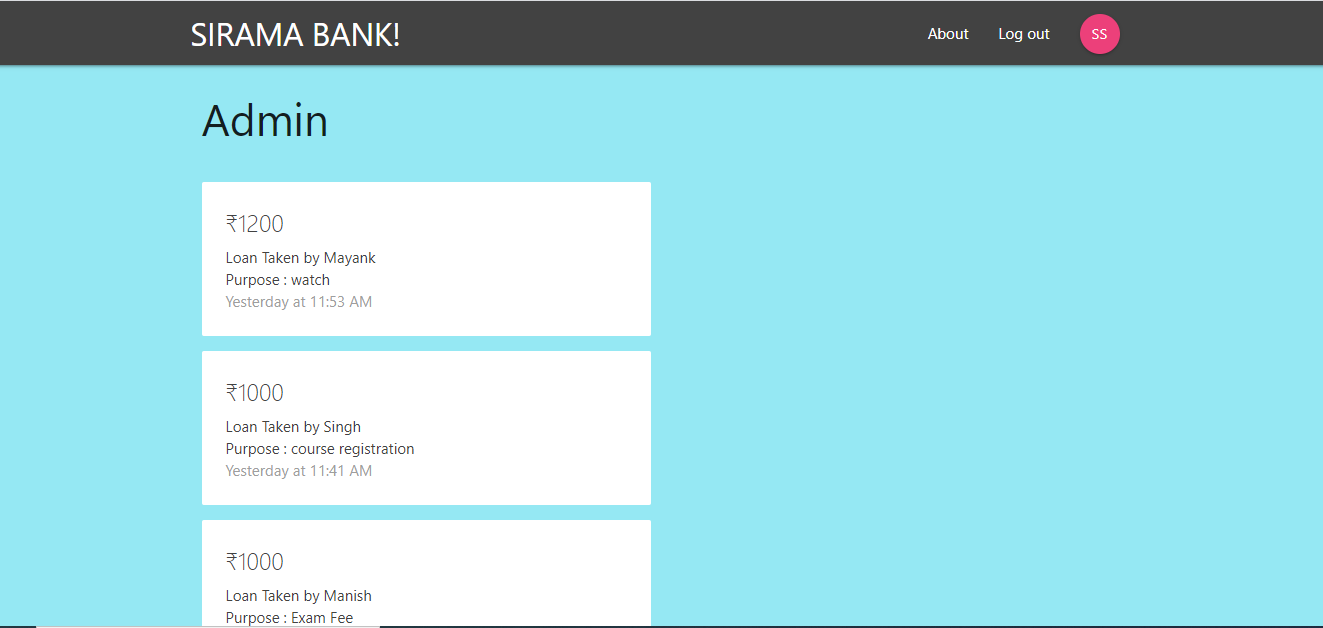 SIRAMA BANK!
About
Log out
SS
Admin
₹1200
Loan Taken by Mayank
Purpose : watch
Yesterday at 11:53 AM
₹1000
Loan Taken by Singh
Purpose : course registration
Yesterday at 11:41 AM
₹1000
Loan Taken by Manish
Purpose : Exam Fee